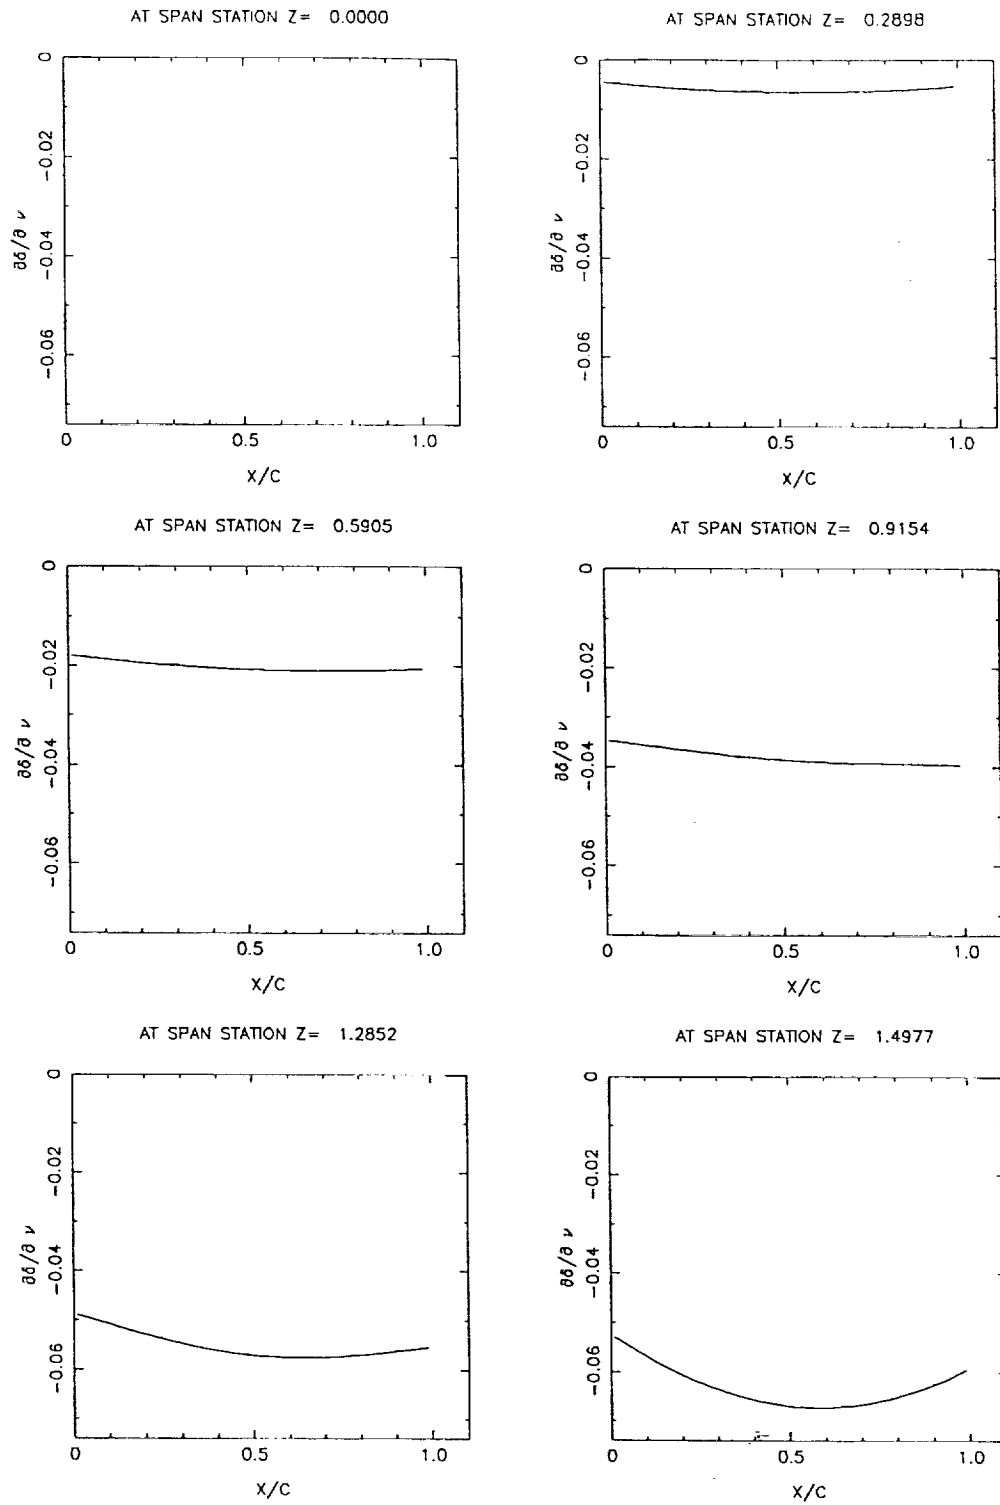 AT SPAN STATION Z= 0.0000
0
-0.02
-0.04
-0.06
∂δ/∂ ν
0 0.5 1.0
X/C
AT SPAN STATION Z= 0.2898
0
-0.02
-0.04
-0.06
∂δ/∂ ν
0 0.5 1.0
X/C
AT SPAN STATION Z= 0.5905
0
-0.02
-0.04
-0.06
∂δ/∂ ν
0 0.5 1.0
X/C
AT SPAN STATION Z= 0.9154
0
-0.02
-0.04
-0.06
∂δ/∂ ν
0 0.5 1.0
X/C
AT SPAN STATION Z= 1.2852
0
-0.02
-0.04
-0.06
∂δ/∂ ν
0 0.5 1.0
X/C
AT SPAN STATION Z= 1.4977
0
-0.02
-0.04
-0.06
∂δ/∂ ν
0 0.5 1.0
X/C